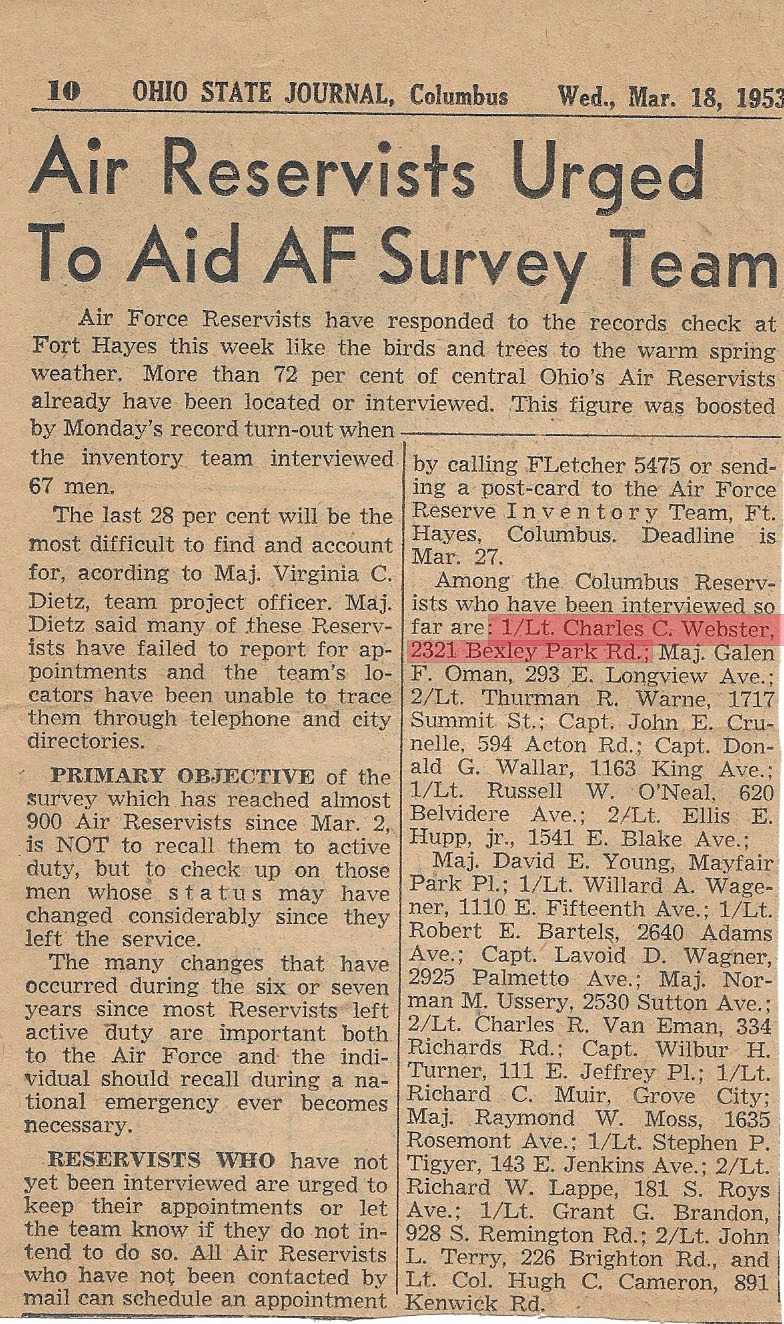 10 OHIO STATE JOURNAL, Columbus Wed., Mar. 18, 1953
Air Reservists Urged
To Aid AF Survey Team
Air Force Reservists have responded to the records check at
Fort Hayes this week like the birds and trees to the warm spring
weather. More than 72 per cent of central Ohio's Air Reservists
already have been located or interviewed. This figure was boosted
by Monday's record turn-out when
the inventory team interviewed
67 men.
The last 28 per cent will be the
most difficult to find and account
for, acording to Maj. Virginia C.
Dietz, team project officer. Maj.
Dietz said many of these Reserv-
ists have failed to report for ap-
pointments and the team's lo-
cators have been unable to trace
them through telephone and city
directories.
PRIMARY OBJECTIVE of the
survey which has reached almost
900 Air Reservists since Mar. 2,
is NOT to recall them to active
duty, but to check up on those
men whose status may have
changed considerably since they
left the service.
The many changes that have
occurred during the six or seven
years since most Reservists left
active duty are important both
to the Air Force and the indi-
vidual should recall during a na-
tional emergency ever becomes
necessary.
RESERVISTS WHO have not
yet been interviewed are urged to
keep their appointments or let
the team know if they do not in-
tend to do so. All Air Reservists
who have not been contacted by
mail can schedule an appointment
by calling FLetcher 5475 or send-
ing a post-card to the Air Force
Reserve Inventory Team, Ft.
Hayes, Columbus. Deadline is
Mar. 27.
Among the Columbus Reserv-
ists who have been interviewed so
far are: 1/Lt. Charles C. Webster,
2321 Bexley Park Rd.; Maj. Galen
F. Oman, 293 E. Longview Ave.;
2/Lt. Thurman R. Warne, 1717
Summit St.; Capt. John E. Cru-
nelle, 594 Acton Rd.; Capt. Don-
ald G. Wallar, 1163 King Ave.;
1/Lt. Russell W. O'Neal, 620
Belvidere Ave.; 2/Lt. Ellis E.
Hupp, jr., 1541 E. Blake Ave.;
Maj. David E. Young, Mayfair
Park Pl.; 1/Lt. Willard A. Wage-
ner, 1110 E. Fifteenth Ave.; 1/Lt.
Robert E. Bartels, 2640 Adams
Ave.; Capt. Lavoid D. Wagner,
2925 Palmetto Ave.; Maj. Nor-
man M. Ussery, 2530 Sutton Ave.;
2/Lt. Charles R. Van Eman, 334
Richards Rd.; Capt. Wilbur H.
Turner, 111 E. Jeffrey Pl.; 1/Lt.
Richard C. Muir, Grove City;
Maj. Raymond W. Moss, 1635
Rosemont Ave.; 1/Lt. Stephen P.
Tigyer, 143 E. Jenkins Ave.; 2/Lt.
Richard W. Lappe, 181 S. Roys
Ave.; 1/Lt. Grant G. Brandon,
928 S. Remington Rd.; 2/Lt. John
L. Terry, 226 Brighton Rd., and
Lt. Col. Hugh C. Cameron, 891
Kenwick Rd.